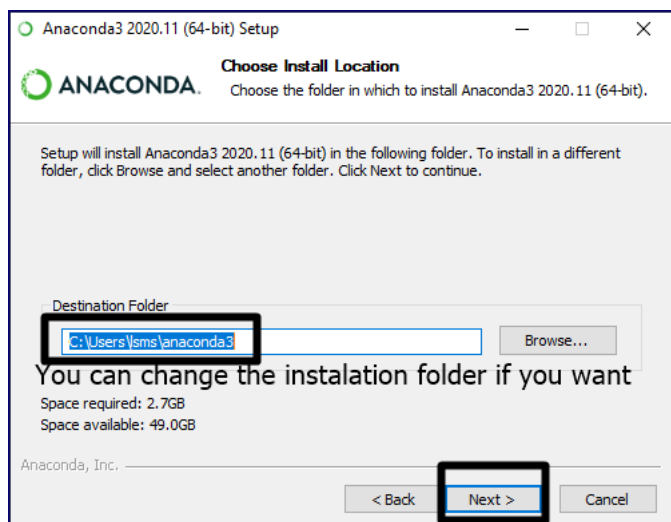 Anaconda3 2020.11 (64-bit) Setup
ANACONDA.
Choose Install Location
Choose the folder in which to install Anaconda3 2020.11 (64-bit).
Setup will install Anaconda3 2020.11 (64-bit) in the following folder. To install in a different
folder, click Browse and select another folder. Click Next to continue.
Destination Folder
C:\Users\lsms\anaconda3
Browse...
You can change the instalation folder if you want
Space required: 2.7GB
Space available: 49.0GB
Anaconda, Inc.
< Back
Next >
Cancel